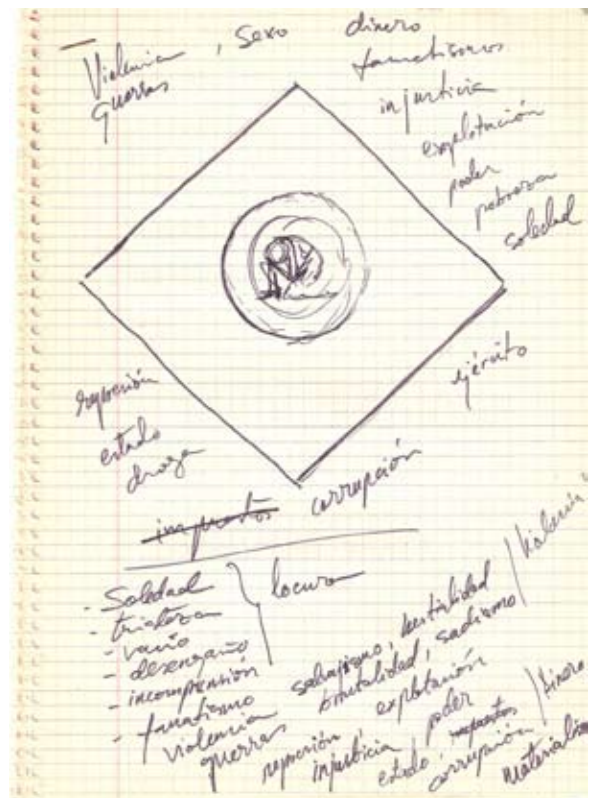 Violencia, sexo dinero
guerras
fanatismos
injusticia
explotación
poder
pobreza
soledad
ejército
represión
estado
droga
impuestos corrupción
- Soledad
- tristeza
- vacío
- desengaño
- incomprensión
- fanatismo
locura
violencia salvajismo, bestialidad
guerras brutalidad, sadismo
"violencia"
represión explotación
injusticia, poder
estado, impuestos
corrupción
dinero
materialismo